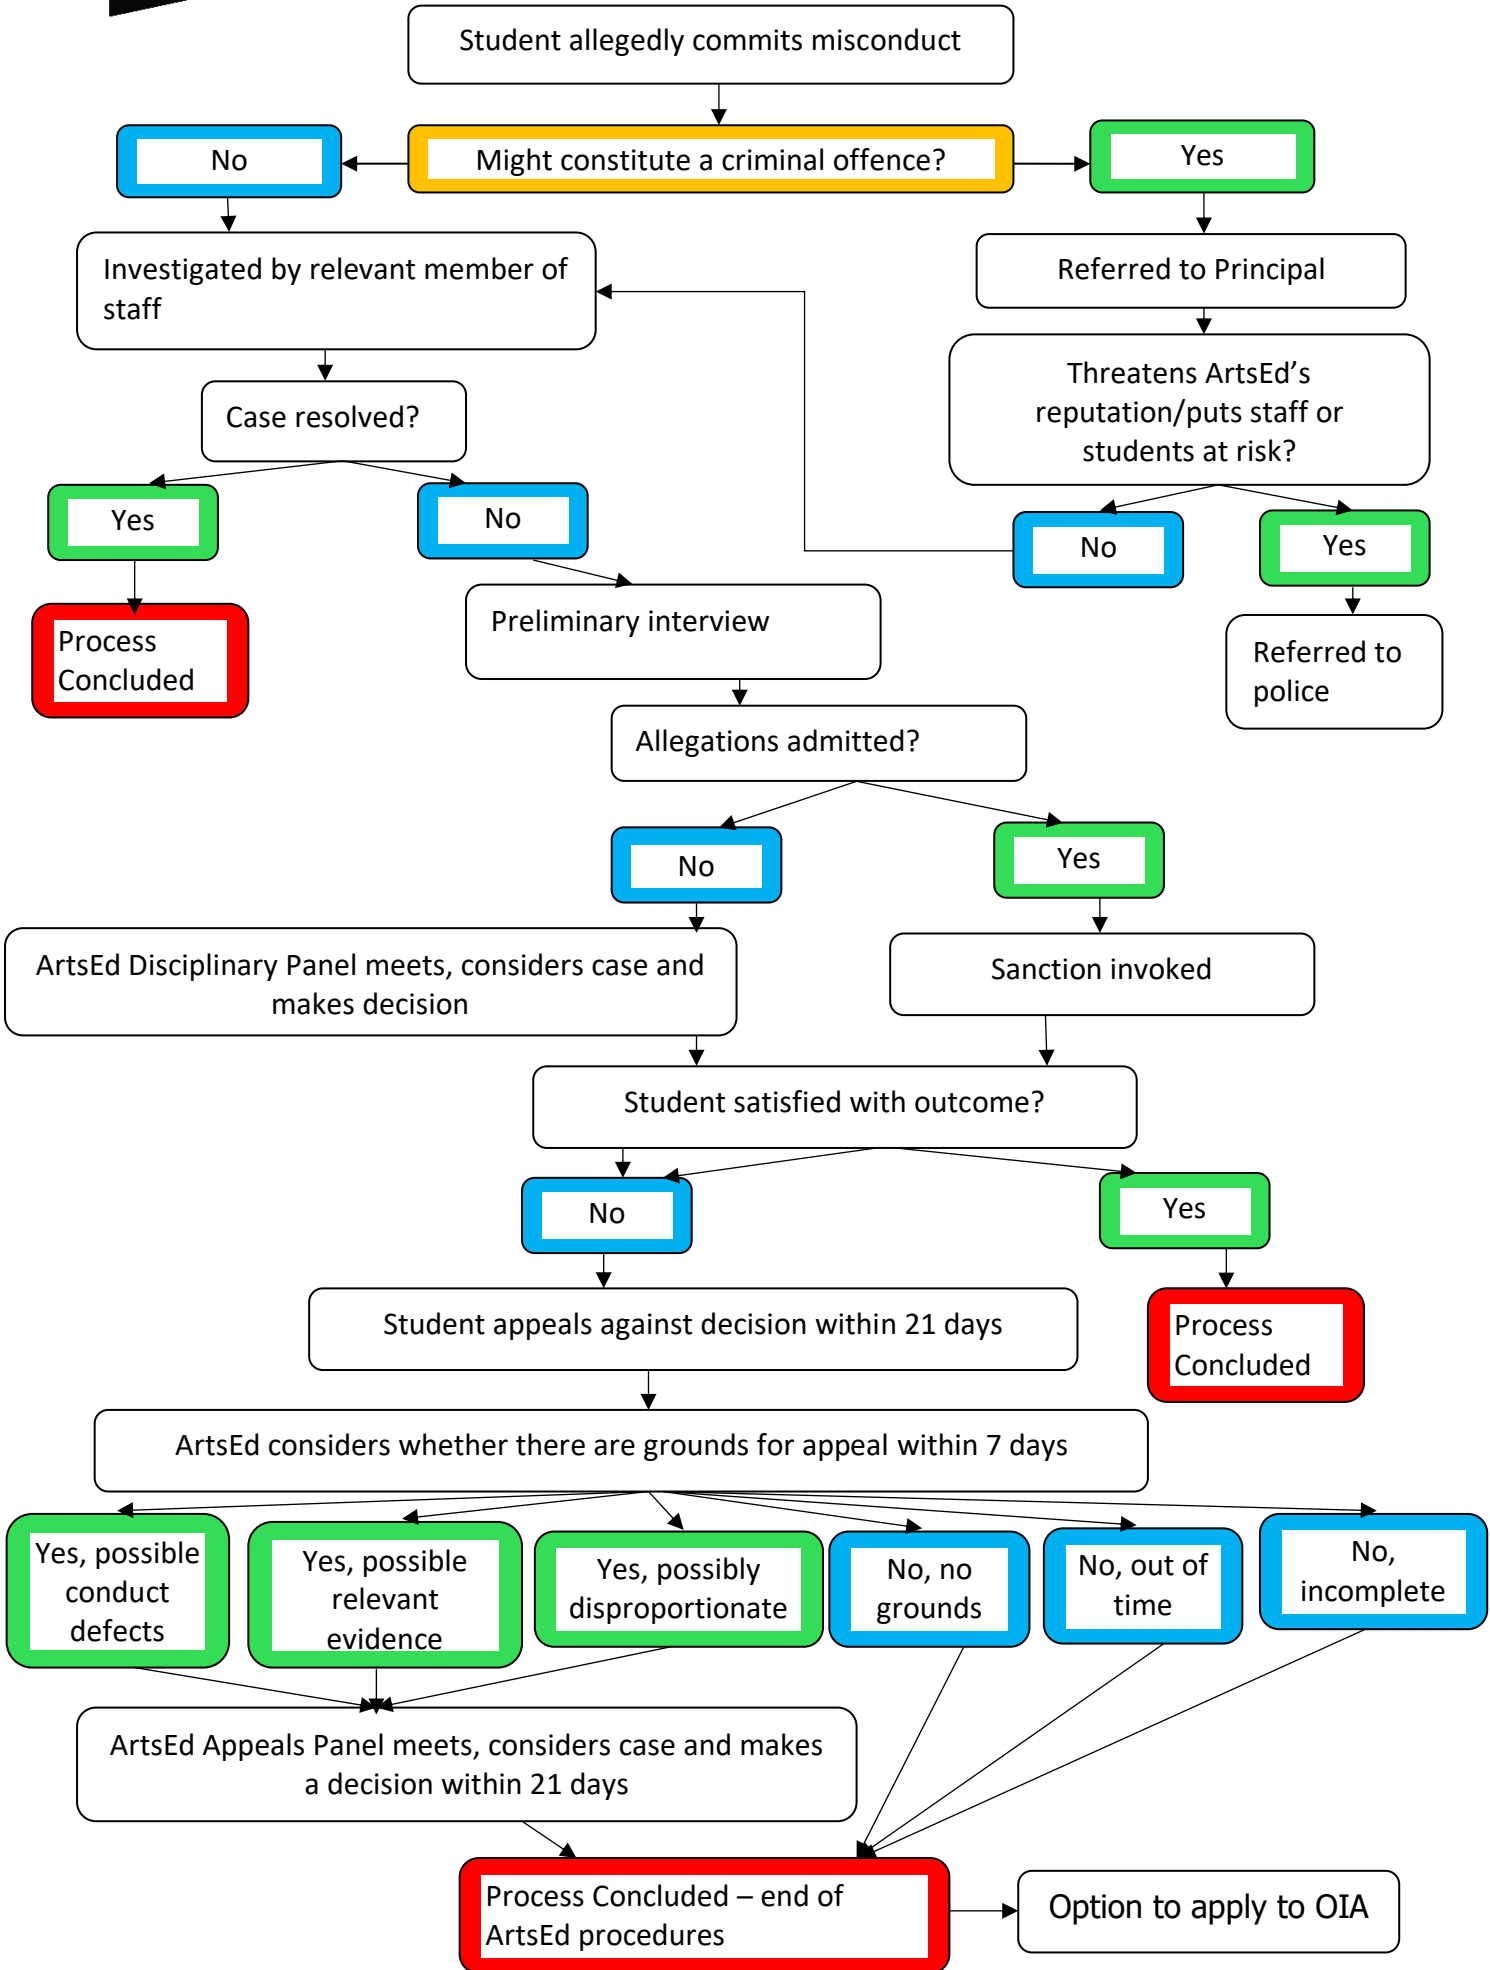 Student allegedly commits misconduct
No
Might constitute a criminal offence?
Yes
Investigated by relevant member of
staff
Referred to Principal
Threatens ArtsEd’s
reputation/puts staff or
students at risk?
Case resolved?
Yes
No
No
Yes
Process
Concluded
Preliminary interview
Referred to
police
Allegations admitted?
No
Yes
ArtsEd Disciplinary Panel meets, considers case and
makes decision
Sanction invoked
Student satisfied with outcome?
No
Yes
Student appeals against decision within 21 days
Process
Concluded
ArtsEd considers whether there are grounds for appeal within 7 days
Yes, possible
conduct
defects
Yes, possible
relevant
evidence
Yes, possibly
disproportionate
No, no
grounds
No, out of
time
No,
incomplete
ArtsEd Appeals Panel meets, considers case and makes
a decision within 21 days
Process Concluded – end of
ArtsEd procedures
Option to apply to OIA